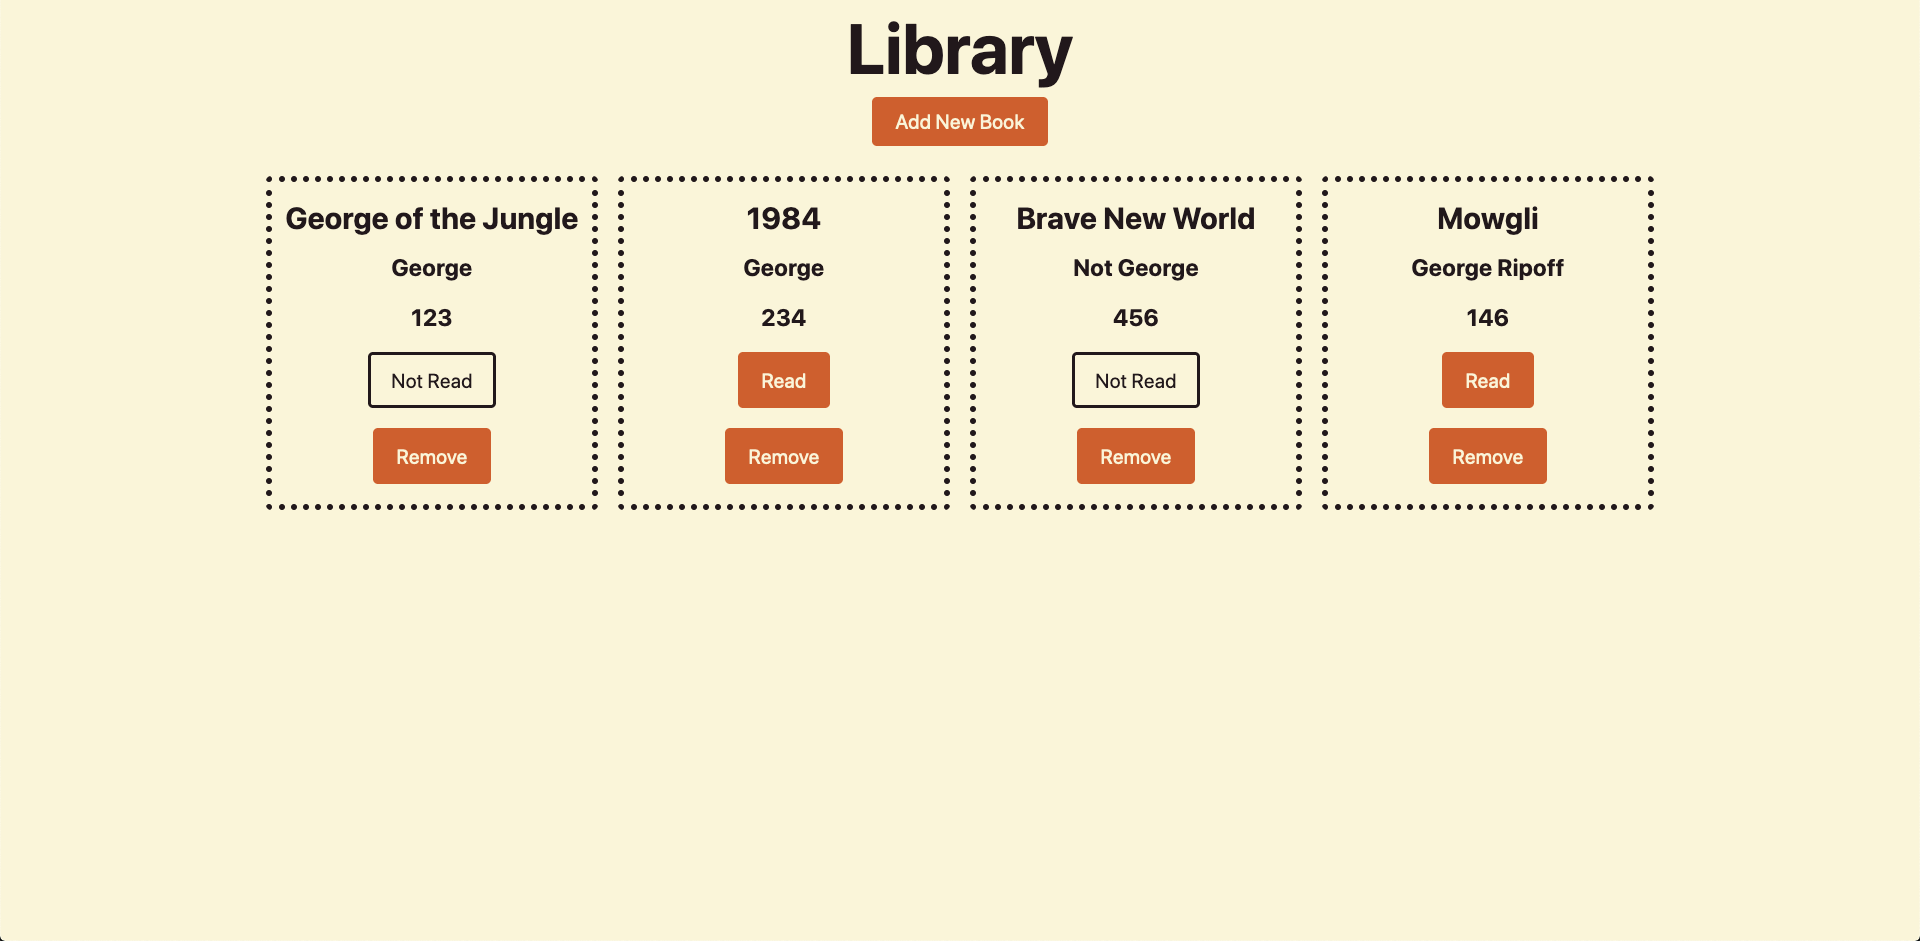 Library
Add New Book
George of the Jungle
George
123
Not Read
Remove
1984
George
234
Read
Remove
Brave New World
Not George
456
Not Read
Remove
Mowgli
George Ripoff
146
Read
Remove